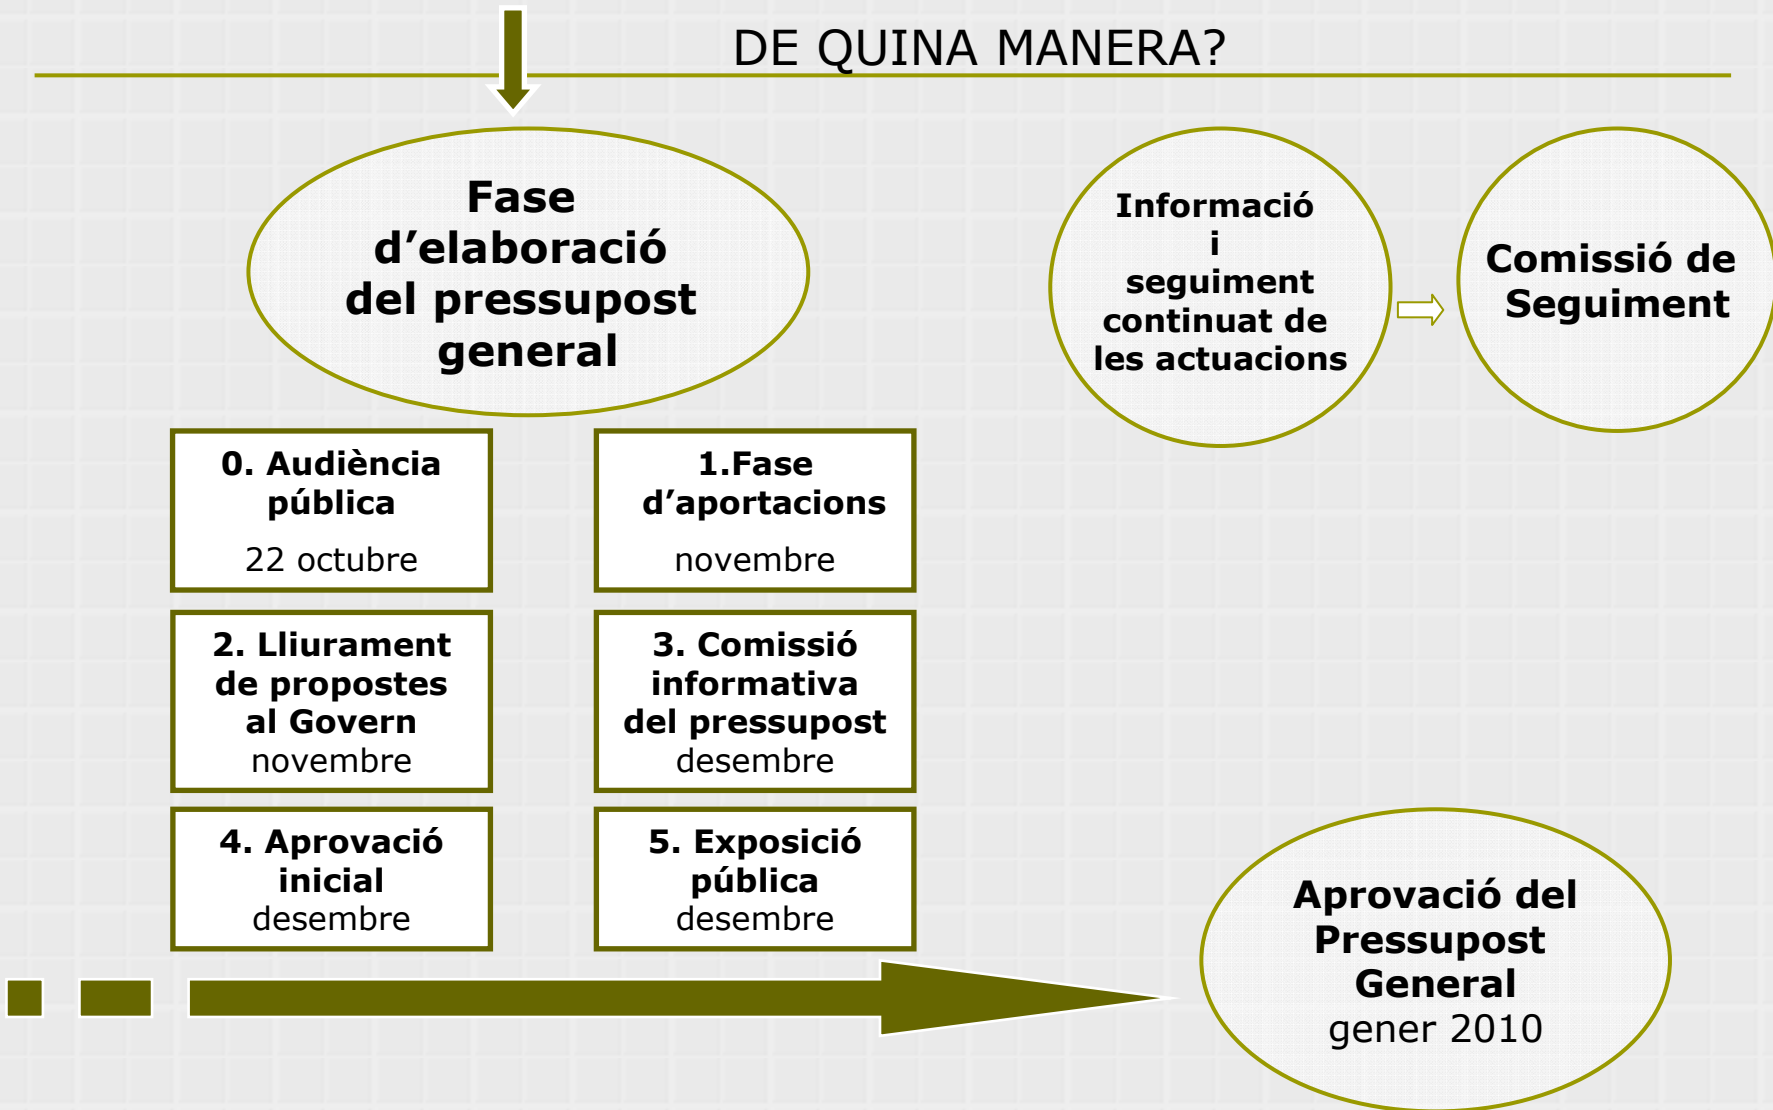 DE QUINA MANERA?
Fase
d’elaboració
del pressupost
general
Informació
i
seguiment
continuat de
les actuacions
Comissió de
Seguiment
0. Audiència
pública
22 octubre
1.Fase
d’aportacions
novembre
2. Lliurament
de propostes
al Govern
novembre
3. Comissió
informativa
del pressupost
desembre
4. Aprovació
inicial
desembre
5. Exposició
pública
desembre
Aprovació del
Pressupost
General
gener 2010